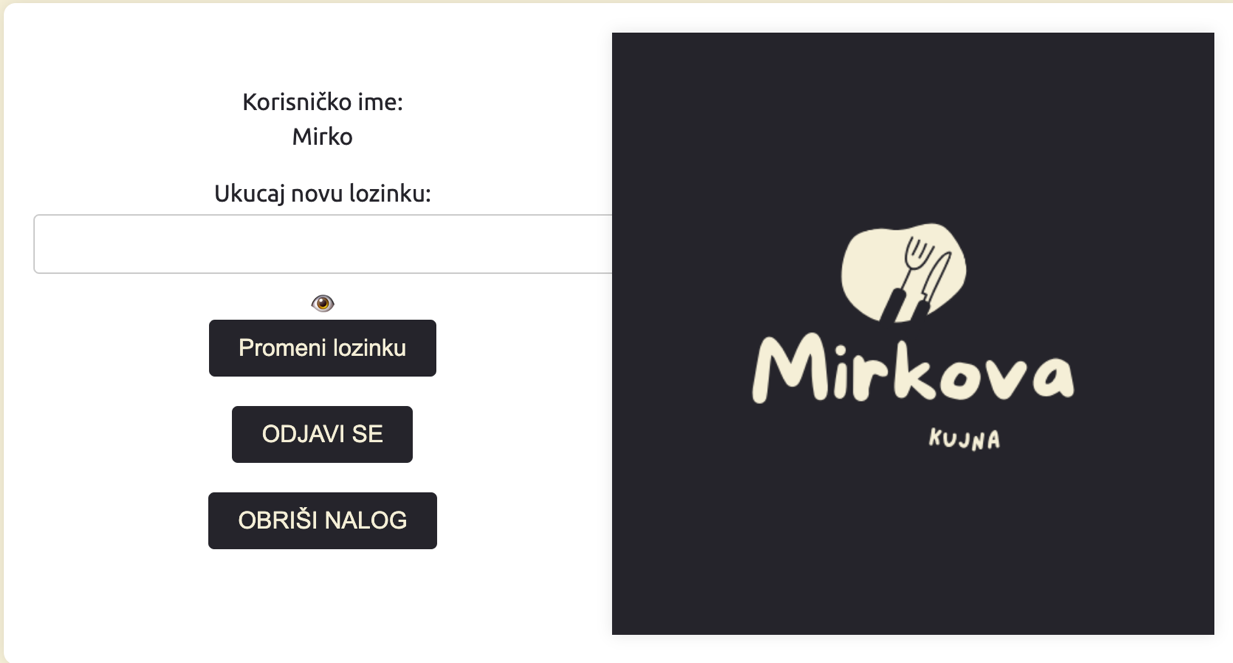 Korisničko ime:
Mirko
Ukucaj novu lozinku:
Promeni lozinku
ODJAVI SE
OBRIŠI NALOG
Mirkova
KUJNA